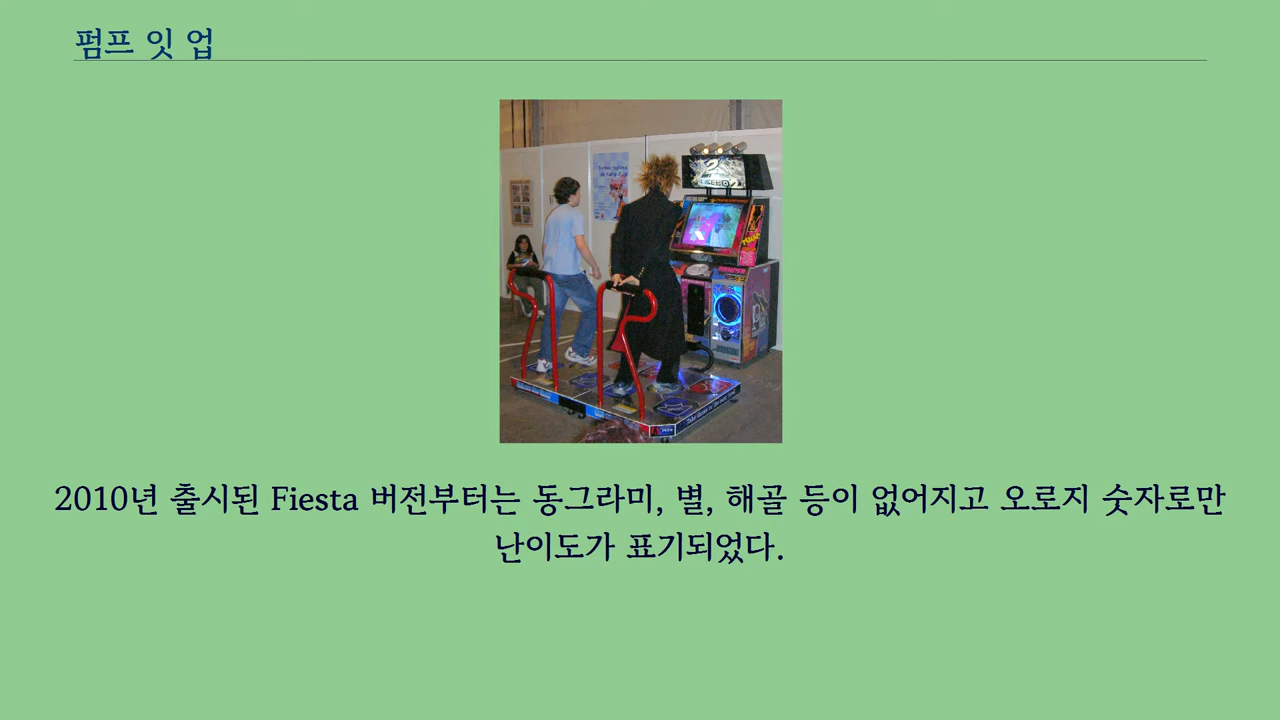 펌프 잇 업
2010년 출시된 Fiesta 버전부터는 동그라미, 별, 해골 등이 없어지고 오로지 숫자로만
난이도가 표기되었다.